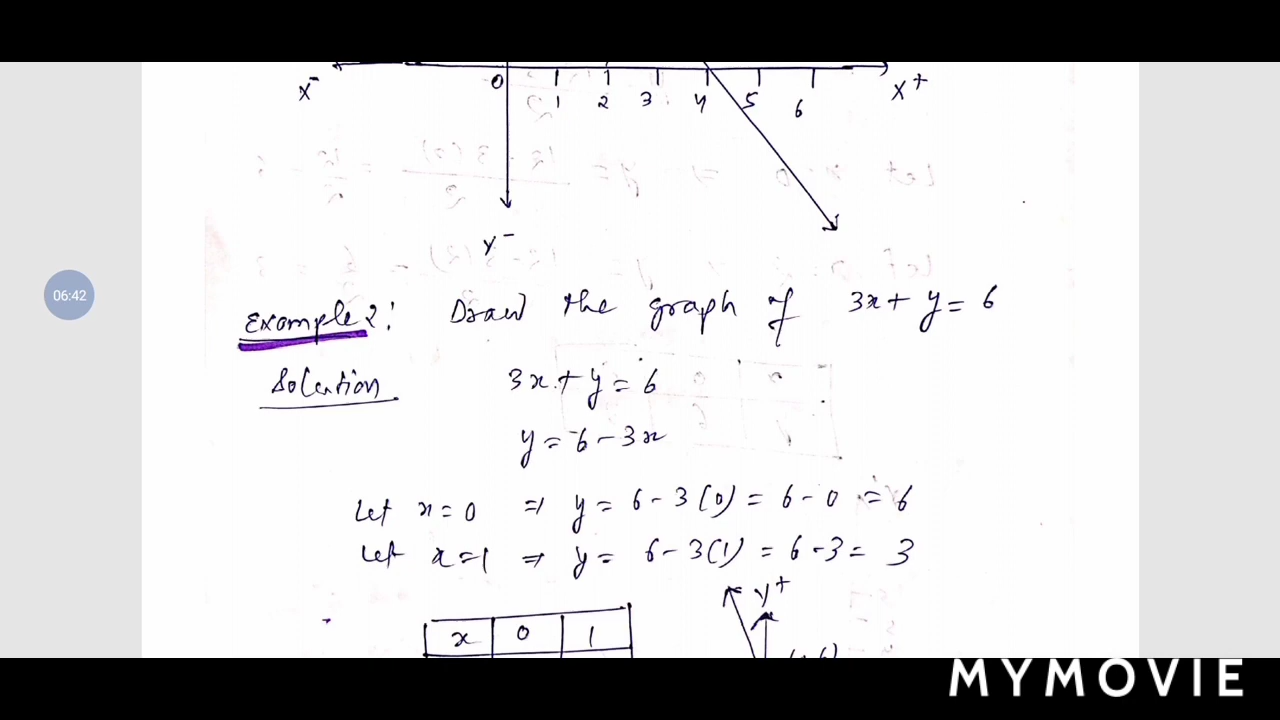 X⁻ 0 1 2 3 4 5 6 X⁺
Y⁻
06:42
Example 2: Draw the graph of 3x + y = 6
Solution 3x + y = 6
y = 6 - 3x
Let x = 0 ⇒ y = 6 - 3(0) = 6 - 0 = 6
Let x = 1 ⇒ y = 6 - 3(1) = 6 - 3 = 3
Y⁺
x 0 1
MYMOVIE